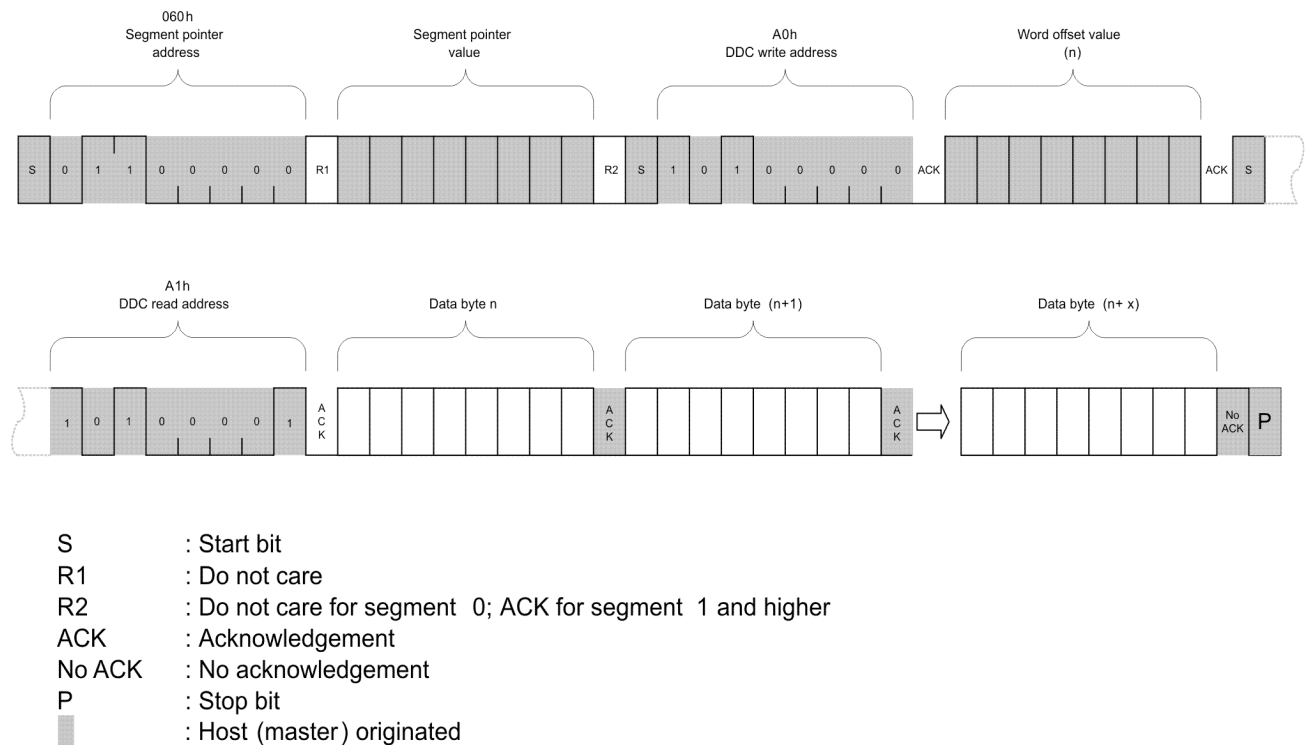 060h
Segment pointer
address
Segment pointer
value
A0h
DDC write address
Word offset value
(n)
S 0 1 1 0 0 0 0 0 R1 R2 S 1 0 1 0 0 0 0 0 ACK ACK S
A1h
DDC read address
Data byte n
Data byte (n+1)
Data byte (n+ x)
1 0 1 0 0 0 0 1 ACK ACK ACK No ACK P
S : Start bit
R1 : Do not care
R2 : Do not care for segment 0; ACK for segment 1 and higher
ACK : Acknowledgement
No ACK : No acknowledgement
P : Stop bit
: Host (master) originated